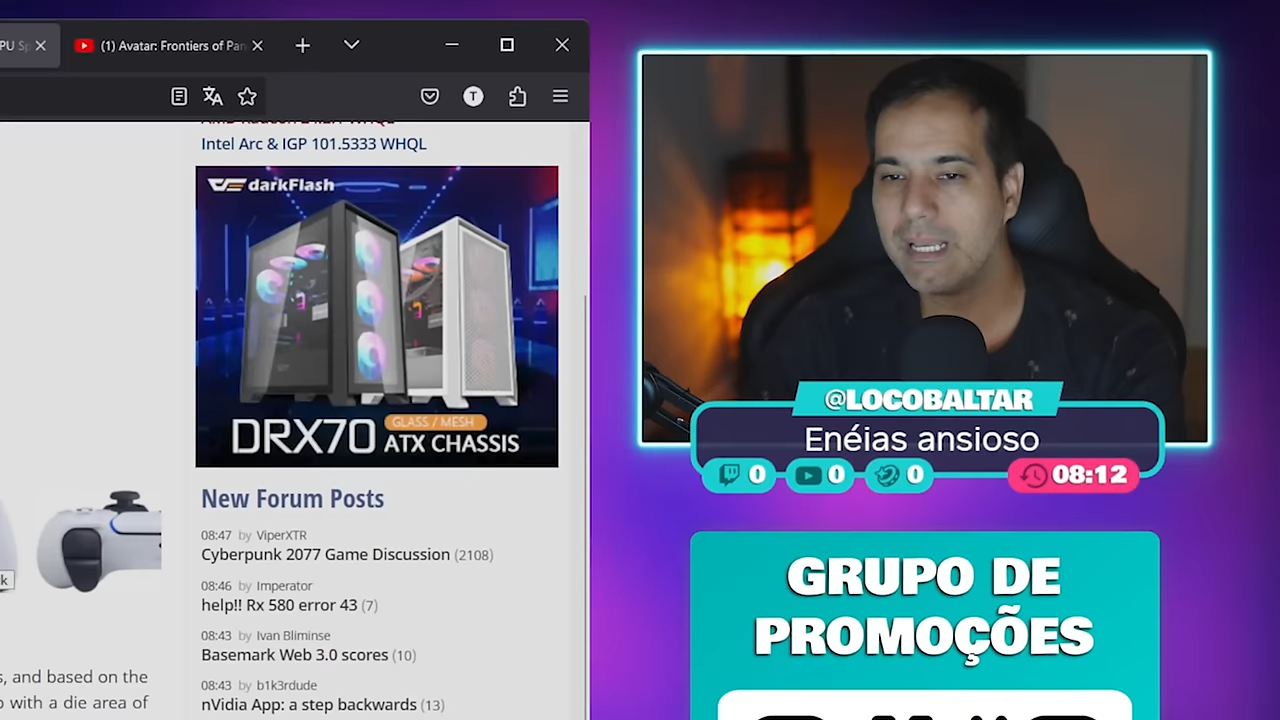 PU Sp
(1) Avatar: Frontiers of Pan
T
Intel Arc & IGP 101.5333 WHQL
darkFlash
DRX70
GLASS / MESH
ATX CHASSIS
New Forum Posts
08:47 by ViperXTR
Cyberpunk 2077 Game Discussion (2108)
08:46 by Imperator
help!! Rx 580 error 43 (7)
08:43 by Ivan Bliminse
Basemark Web 3.0 scores (10)
08:43 by b1k3rdude
nVidia App: a step backwards (13)
k
s, and based on the
o with a die area of
@LOCOBALTAR
Enéias ansioso
0 0 0 08:12
GRUPO DE
PROMOÇÕES